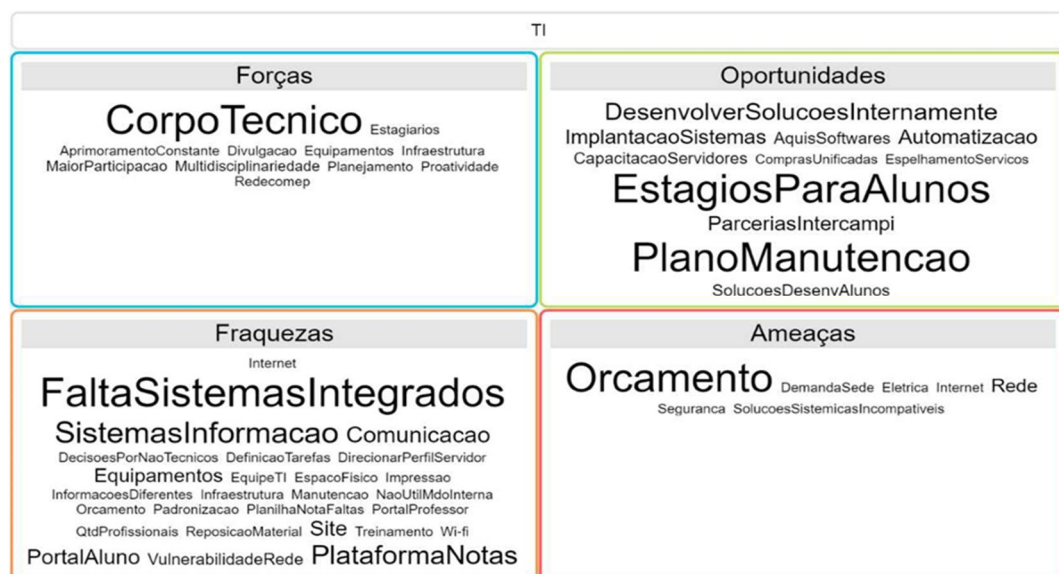 TI
Forças
CorpoTecnico Estagiarios
AprimoramentoConstante Divulgacao Equipamentos Infraestrutura
MaiorParticipacao Multidisciplinariedade Planejamento Proatividade
Redecomep
Oportunidades
DesenvolverSolucoesInternamente
ImplantacaoSistemas AquisSoftwares Automatizacao
CapacitacaoServidores ComprasUnificadas EspelhamentoServicos
EstagiosParaAlunos
ParceriasIntercampi
PlanoManutencao
SolucoesDesenvAlunos
Fraquezas
Internet
FaltaSistemasIntegrados
SistemasInformacao Comunicacao
DecisoesPorNaoTecnicos DefinicaoTarefas DirecionarPerfilServidor
Equipamentos EquipeTI EspacoFisico Impressao
InformacoesDiferentes Infraestrutura Manutencao NaoUtilMdoInterna
Orcamento Padronizacao PlanilhaNotaFaltas PortalProfessor
QtdProfissionais ReposicaoMaterial Site Treinamento Wi-fi
PortalAluno VulnerabilidadeRede PlataformaNotas
Ameaças
Orcamento DemandaSede Eletrica Internet Rede
Seguranca SolucoesSistemicasIncompativeis